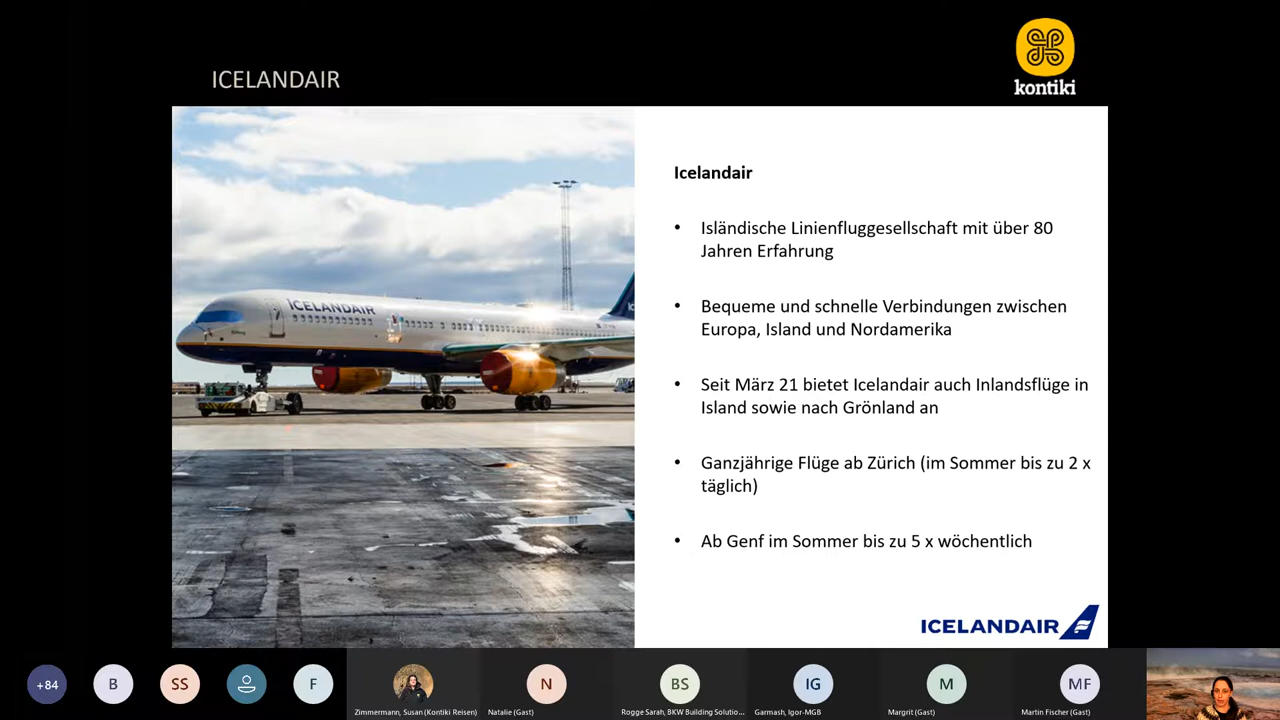 ICELANDAIR
kontiki
ICELANDAIR
Icelandair
• Isländische Linienfluggesellschaft mit über 80
Jahren Erfahrung
• Bequeme und schnelle Verbindungen zwischen
Europa, Island und Nordamerika
• Seit März 21 bietet Icelandair auch Inlandsflüge in
Island sowie nach Grönland an
• Ganzjährige Flüge ab Zürich (im Sommer bis zu 2 x
täglich)
• Ab Genf im Sommer bis zu 5 x wöchentlich
ICELANDAIR
+84
B
SS
F
N
BS
IG
M
MF
Zimmermann, Susan (Kontiki Reisen)
Natalie (Gast)
Rogge Sarah, BKW Building Solutio...
Garmash, Igor-MGB
Margrit (Gast)
Martin Fischer (Gast)